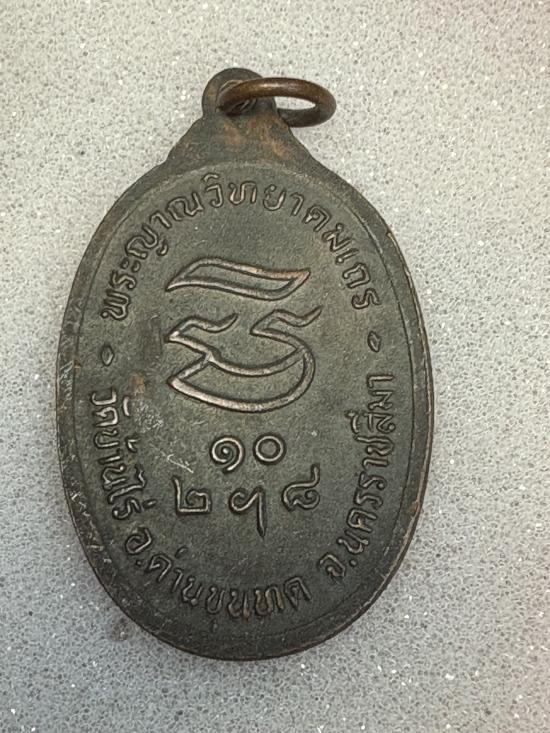 พระญาณวิทยาคมเถร
๑๐
๒๘
วัดบ้านไร่ อ.ด่านขุนทด จ.นครราชสีมา